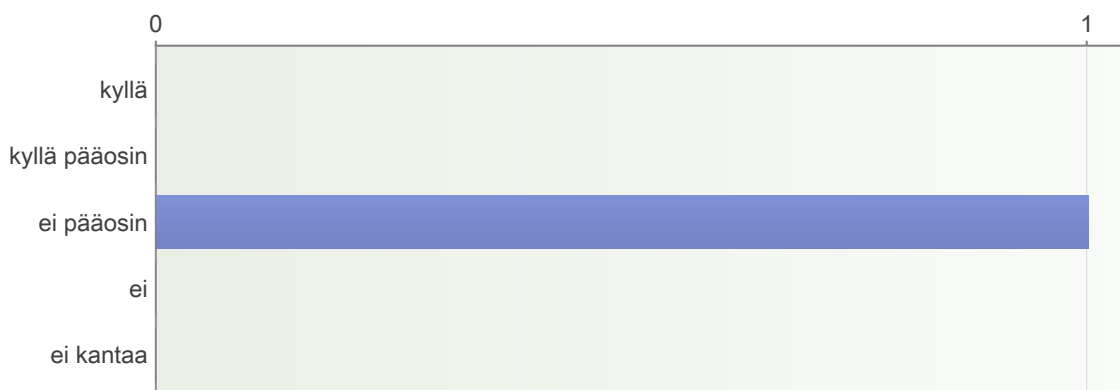 0 1
kyllä
kyllä pääosin
ei pääosin
ei
ei kantaa